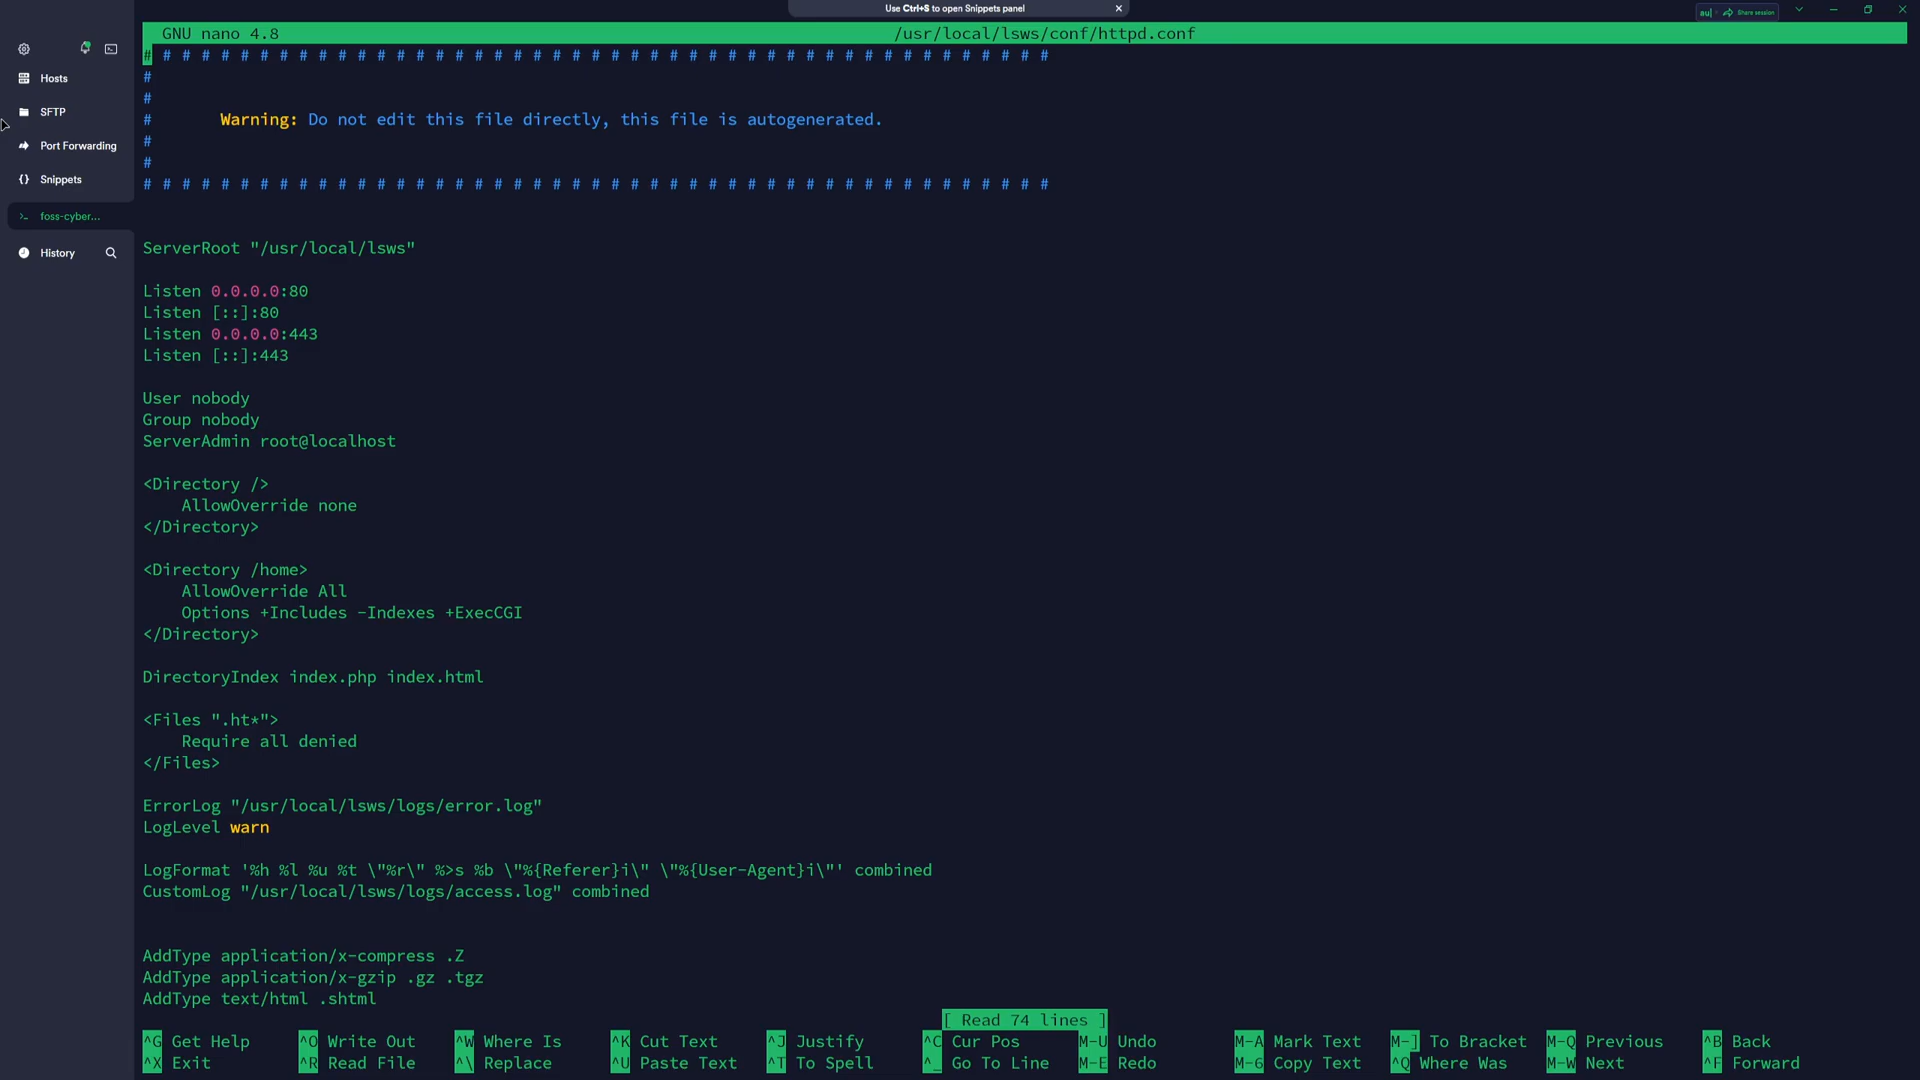 Use Ctrl+S to open Snippets panel
Share session
GNU nano 4.8 /usr/local/lsws/conf/httpd.conf
Hosts
SFTP
Port Forwarding
Snippets
foss-cyber...
History
# # # # # # # # # # # # # # # # # # # # # # # # # # # # # # # # # # # # # # # # # # # # # # #
#
#
# Warning: Do not edit this file directly, this file is autogenerated.
#
#
# # # # # # # # # # # # # # # # # # # # # # # # # # # # # # # # # # # # # # # # # # # # # # #
ServerRoot "/usr/local/lsws"
Listen 0.0.0.0:80
Listen [::]:80
Listen 0.0.0.0:443
Listen [::]:443
User nobody
Group nobody
ServerAdmin root@localhost
<Directory />
AllowOverride none
</Directory>
<Directory /home>
AllowOverride All
Options +Includes -Indexes +ExecCGI
</Directory>
DirectoryIndex index.php index.html
<Files ".ht*">
Require all denied
</Files>
ErrorLog "/usr/local/lsws/logs/error.log"
LogLevel warn
LogFormat '%h %l %u %t \"%r\" %>s %b \"%{Referer}i\" \"%{User-Agent}i\"' combined
CustomLog "/usr/local/lsws/logs/access.log" combined
AddType application/x-compress .Z
AddType application/x-gzip .gz .tgz
AddType text/html .shtml
[ Read 74 lines ]
^G Get Help ^O Write Out ^W Where Is ^K Cut Text ^J Justify ^C Cur Pos M-U Undo M-A Mark Text M-] To Bracket M-Q Previous ^B Back
^X Exit ^R Read File ^\ Replace ^U Paste Text ^T To Spell ^_ Go To Line M-E Redo M-6 Copy Text ^Q Where Was M-W Next ^F Forward